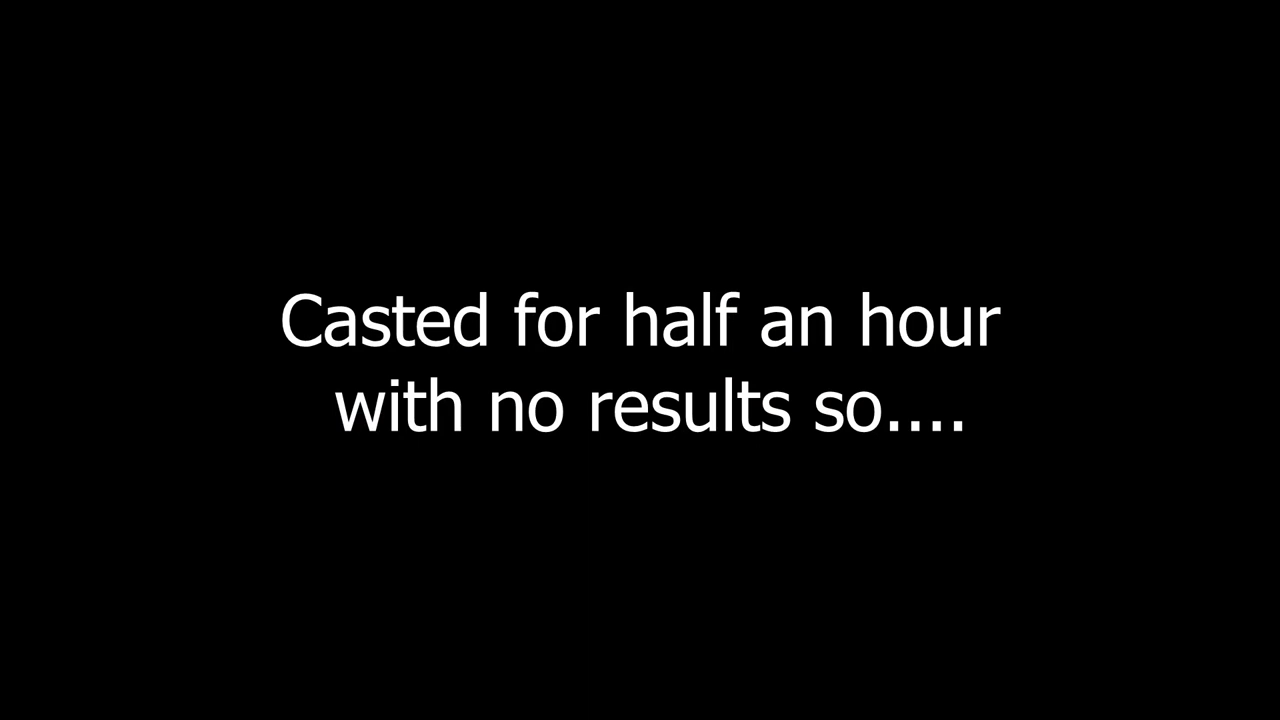 Casted for half an hour
with no results so....